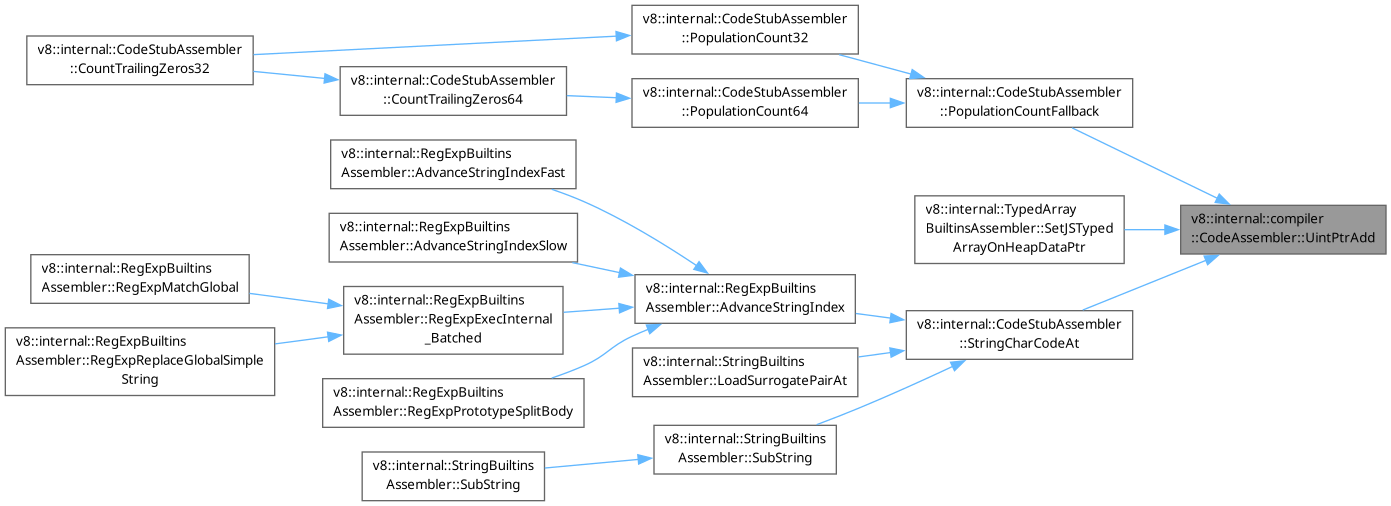 v8::internal::CodeStubAssembler
::PopulationCount32
v8::internal::CodeStubAssembler
::CountTrailingZeros32
v8::internal::CodeStubAssembler
::CountTrailingZeros64
v8::internal::CodeStubAssembler
::PopulationCount64
v8::internal::CodeStubAssembler
::PopulationCountFallback
v8::internal::RegExpBuiltins
Assembler::AdvanceStringIndexFast
v8::internal::TypedArray
BuiltinsAssembler::SetJSTyped
ArrayOnHeapDataPtr
v8::internal::compiler
::CodeAssembler::UintPtrAdd
v8::internal::RegExpBuiltins
Assembler::AdvanceStringIndexSlow
v8::internal::RegExpBuiltins
Assembler::RegExpMatchGlobal
v8::internal::RegExpBuiltins
Assembler::RegExpExecInternal
_Batched
v8::internal::RegExpBuiltins
Assembler::AdvanceStringIndex
v8::internal::CodeStubAssembler
::StringCharCodeAt
v8::internal::RegExpBuiltins
Assembler::RegExpReplaceGlobalSimple
String
v8::internal::StringBuiltins
Assembler::LoadSurrogatePairAt
v8::internal::RegExpBuiltins
Assembler::RegExpPrototypeSplitBody
v8::internal::StringBuiltins
Assembler::SubString
v8::internal::StringBuiltins
Assembler::SubString